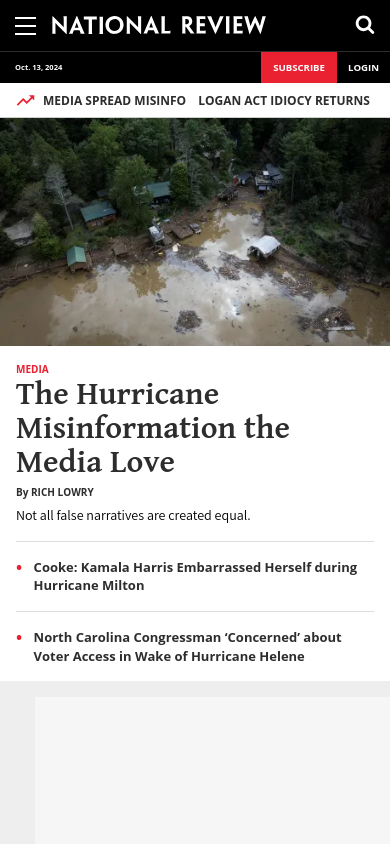 NATIONAL REVIEW
Oct. 13, 2024
SUBSCRIBE
LOGIN
MEDIA SPREAD MISINFO
LOGAN ACT IDIOCY RETURNS
MEDIA
The Hurricane
Misinformation the
Media Love
By RICH LOWRY
Not all false narratives are created equal.
• Cooke: Kamala Harris Embarrassed Herself during
Hurricane Milton
• North Carolina Congressman ‘Concerned’ about
Voter Access in Wake of Hurricane Helene